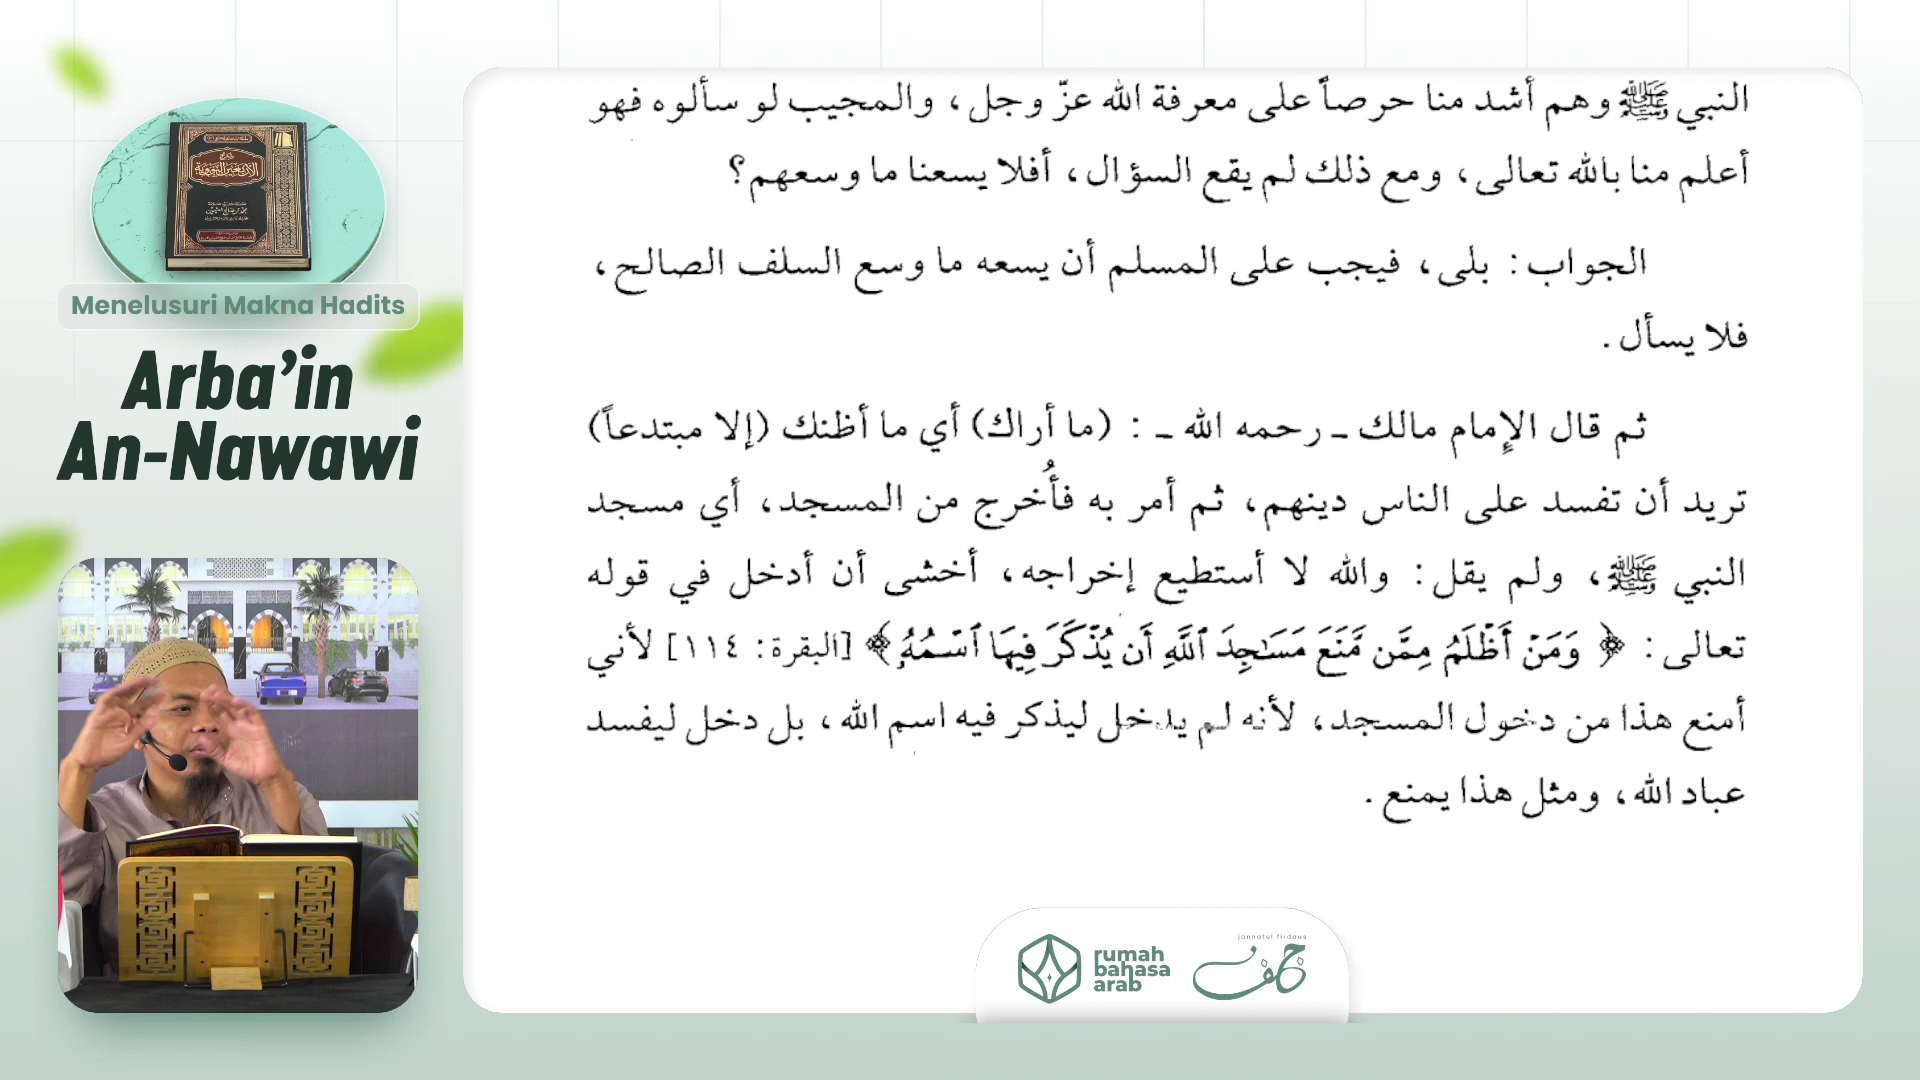 Menelusuri Makna Hadits
Arba’in
An-Nawawi
النبي ﷺ وهم أشد منا حرصاً على معرفة الله عزّ وجل، والمجيب لو سألوه فهو
أعلم منا بالله تعالى، ومع ذلك لم يقع السؤال، أفلا يسعنا ما وسعهم؟
الجواب: بلى، فيجب على المسلم أن يسعه ما وسع السلف الصالح،
فلا يسأل.
ثم قال الإمام مالك ـ رحمه الله ـ : (ما أراك) أي ما أظنك (إلا مبتدعاً)
تريد أن تفسد على الناس دينهم، ثم أمر به فأُخرج من المسجد، أي مسجد
النبي ﷺ، ولم يقل: والله لا أستطيع إخراجه، أخشى أن أدخل في قوله
تعالى: ﴿ وَمَنْ أَظْلَمُ مِمَّن مَّنَعَ مَسَٰجِدَ ٱللَّهِ أَن يُذْكَرَ فِيهَا ٱسْمُهُۥ ﴾ [البقرة: ١١٤] لأني
أمنع هذا من دخول المسجد، لأنه لم يدخل ليذكر فيه اسم الله، بل دخل ليفسد
عباد الله، ومثل هذا يمنع.
rumah
bahasa
arab
jannatul firdaus